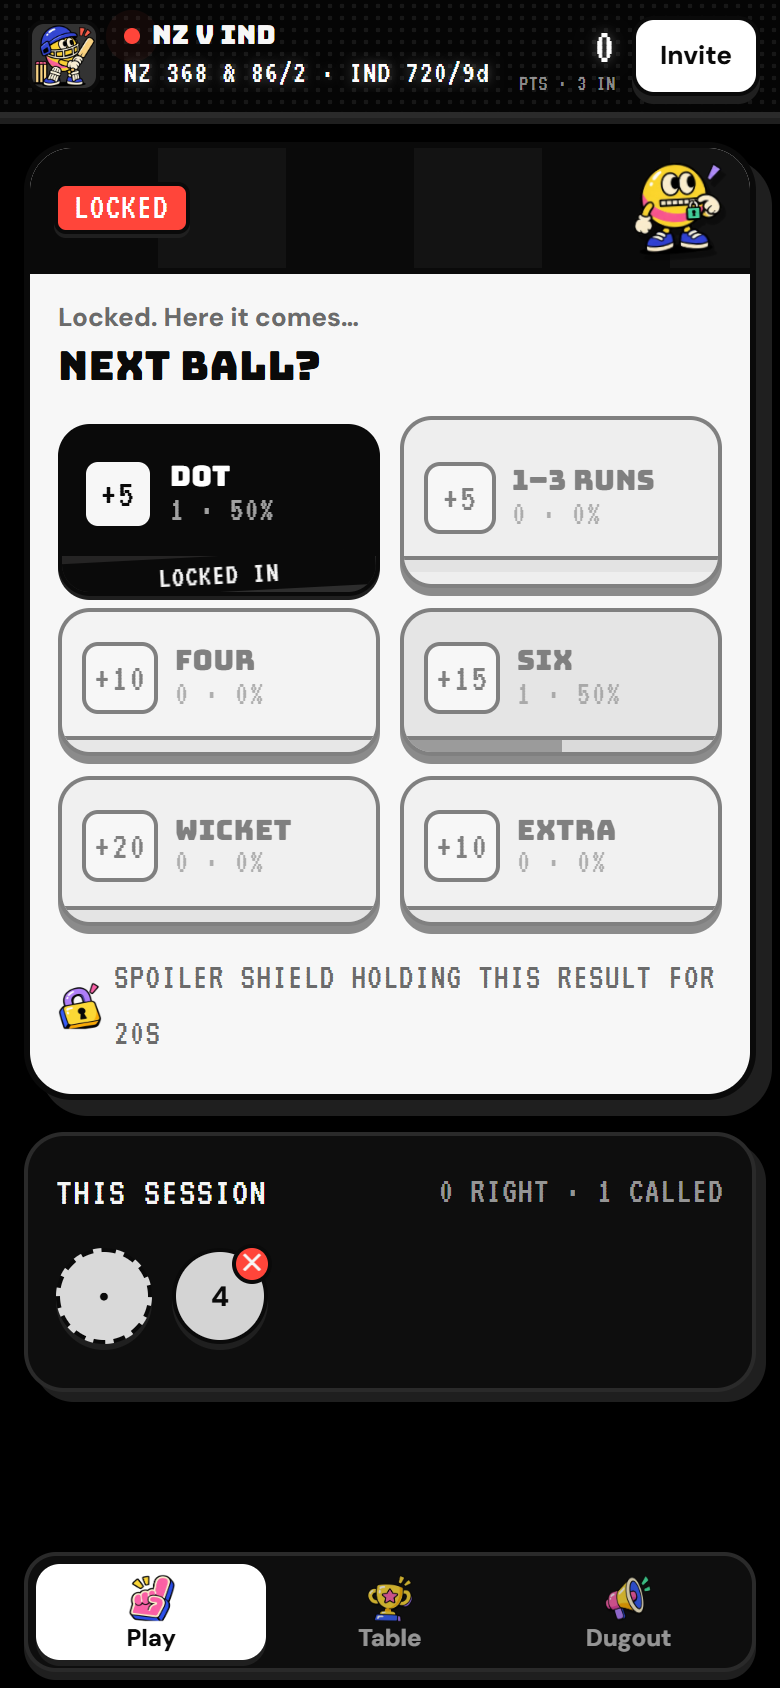 NZ V IND
NZ 368 & 86/2 · IND 720/9d
0
PTS · 3 IN
Invite
LOCKED
Locked. Here it comes...
NEXT BALL?
+5
DOT
1 · 50%
LOCKED IN
+5
1–3 RUNS
0 · 0%
+10
FOUR
0 · 0%
+15
SIX
1 · 50%
+20
WICKET
0 · 0%
+10
EXTRA
0 · 0%
SPOILER SHIELD HOLDING THIS RESULT FOR
20S
THIS SESSION
0 RIGHT · 1 CALLED
•
4
Play
Table
Dugout